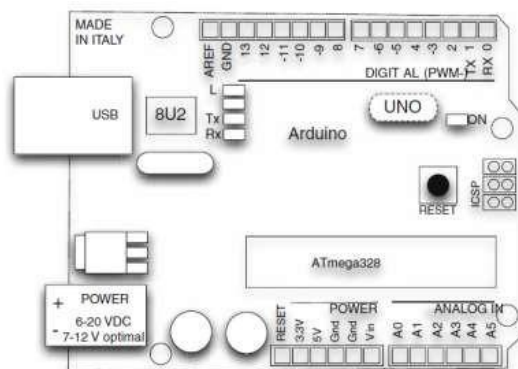 MADE
IN ITALY
AREF
GND
13
12
-11
-10
-9
8
7
-6
-5
4
-3
2
TX 1
RX 0
DIGIT AL (PWM-)
L
USB
8U2
Tx
Rx
Arduino
UNO
ON
RESET
ICSP
ATmega328
+ POWER
6-20 VDC
- 7-12 V optimal
POWER
ANALOG IN
RESET
3.3V
5V
Gnd
Gnd
Vin
A0
A1
A2
A3
A4
A5